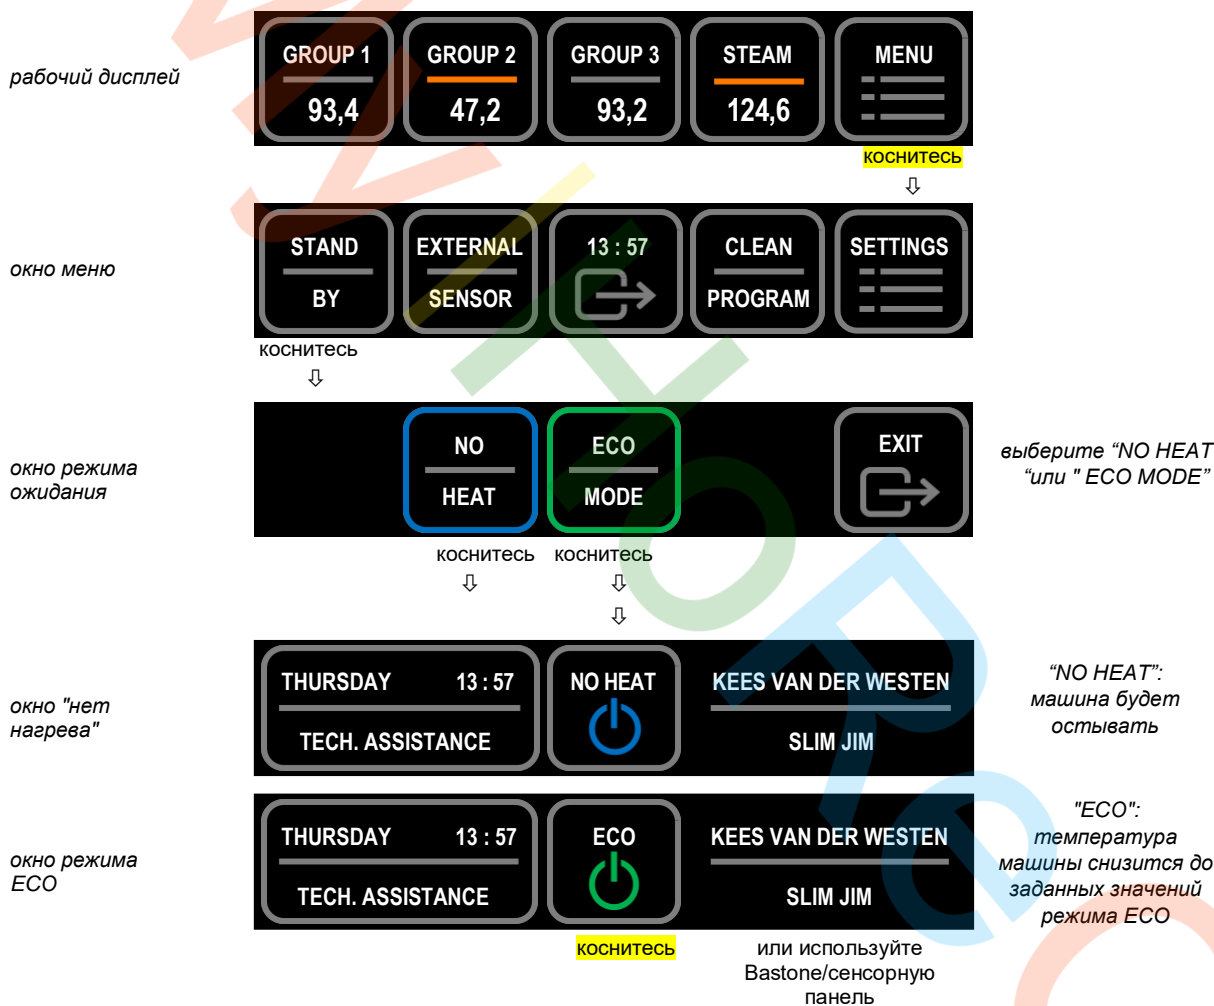 рабочий дисплей
GROUP 1 GROUP 2 GROUP 3 STEAM MENU
93,4 47,2 93,2 124,6
коснитесь
⇩
окно меню
STAND EXTERNAL 13 : 57 CLEAN SETTINGS
BY SENSOR PROGRAM
коснитесь
⇩
окно режима
ожидания
NO ECO EXIT
HEAT MODE
выберите “NO HEAT
“или " ECO MODE”
коснитесь коснитесь
⇩ ⇩
⇩
окно "нет
нагрева"
THURSDAY 13 : 57 NO HEAT KEES VAN DER WESTEN
TECH. ASSISTANCE SLIM JIM
“NO HEAT”:
машина будет
остывать
окно режима
ECO
THURSDAY 13 : 57 ECO KEES VAN DER WESTEN
TECH. ASSISTANCE SLIM JIM
"ECO":
температура
машины снизится до
заданных значений
режима ECO
коснитесь
или используйте
Bastone/сенсорную
панель